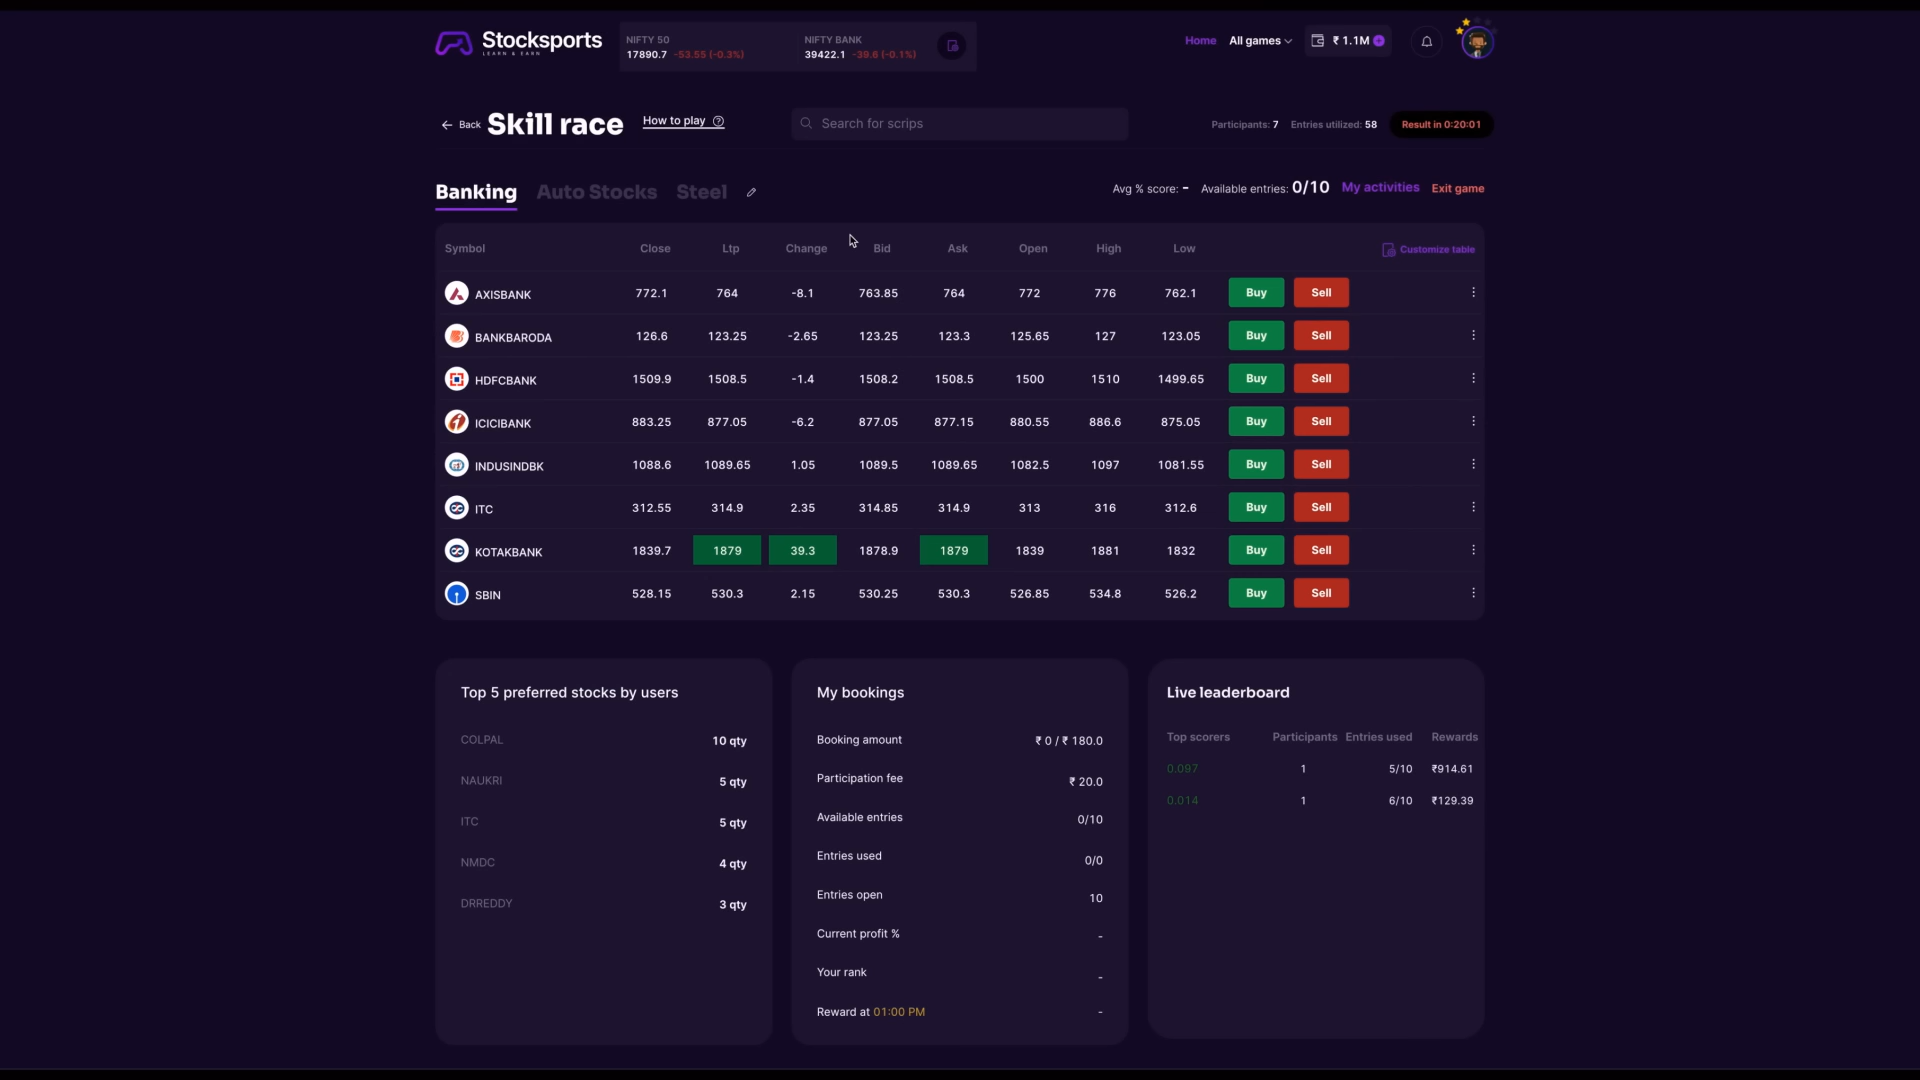 Stocksports
LEARN & EARN
NIFTY 50
17890.7 -53.55 (-0.3%)
NIFTY BANK
39422.1 -39.6 (-0.1%)
Home All games ₹ 1.1M
Back Skill race How to play
Search for scrips
Participants: 7 Entries utilized: 58 Result in 0:20:01
Banking Auto Stocks Steel
Avg % score: - Available entries: 0/10 My activities Exit game
Symbol Close Ltp Change Bid Ask Open High Low Customize table
AXISBANK 772.1 764 -8.1 763.85 764 772 776 762.1 Buy Sell
BANKBARODA 126.6 123.25 -2.65 123.25 123.3 125.65 127 123.05 Buy Sell
HDFCBANK 1509.9 1508.5 -1.4 1508.2 1508.5 1500 1510 1499.65 Buy Sell
ICICIBANK 883.25 877.05 -6.2 877.05 877.15 880.55 886.6 875.05 Buy Sell
INDUSINDBK 1088.6 1089.65 1.05 1089.5 1089.65 1082.5 1097 1081.55 Buy Sell
ITC 312.55 314.9 2.35 314.85 314.9 313 316 312.6 Buy Sell
KOTAKBANK 1839.7 1879 39.3 1878.9 1879 1839 1881 1832 Buy Sell
SBIN 528.15 530.3 2.15 530.25 530.3 526.85 534.8 526.2 Buy Sell
Top 5 preferred stocks by users
COLPAL 10 qty
NAUKRI 5 qty
ITC 5 qty
NMDC 4 qty
DRREDDY 3 qty
My bookings
Booking amount ₹ 0 / ₹ 180.0
Participation fee ₹ 20.0
Available entries 0/10
Entries used 0/0
Entries open 10
Current profit % -
Your rank -
Reward at 01:00 PM -
Live leaderboard
Top scorers Participants Entries used Rewards
0.097 1 5/10 ₹914.61
0.014 1 6/10 ₹129.39